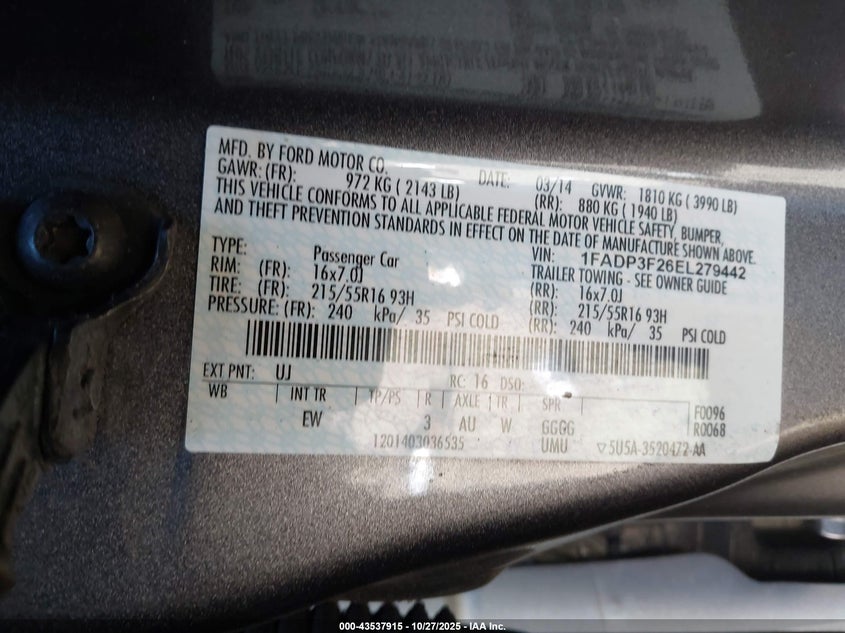 MFD. BY FORD MOTOR CO.
DATE: 03/14 GVWR: 1810 KG ( 3990 LB)
GAWR: (FR): 972 KG ( 2143 LB) (RR): 880 KG ( 1940 LB)
THIS VEHICLE CONFORMS TO ALL APPLICABLE FEDERAL MOTOR VEHICLE SAFETY, BUMPER,
AND THEFT PREVENTION STANDARDS IN EFFECT ON THE DATE OF MANUFACTURE SHOWN ABOVE.
VIN: 1FADP3F26EL279442
TYPE: Passenger Car TRAILER TOWING - SEE OWNER GUIDE
RIM: (FR): 16x7.0J (RR): 16x7.0J
TIRE: (FR): 215/55R16 93H (RR): 215/55R16 93H
PRESSURE: (FR): 240 kPa/ 35 PSI COLD (RR): 240 kPa/ 35 PSI COLD
EXT PNT: UJ RC: 16 DSO:
WB INT TR TP/PS R AXLE TR SPR F0096
EW 3 AU W GGGG R0068
1201403036535 UMU ▽5U5A-3520472-AA
000-43537915 - 10/27/2025 - IAA Inc.